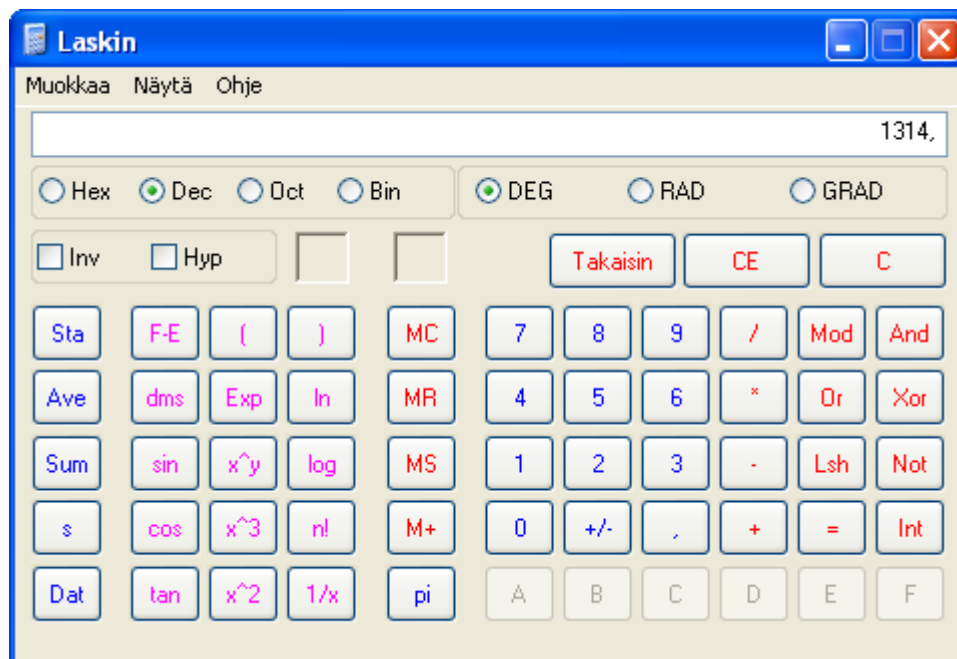 Laskin
Muokkaa Näytä Ohje
1314,
Hex Dec Oct Bin DEG RAD GRAD
Inv Hyp Takaisin CE C
Sta F-E ( ) MC 7 8 9 / Mod And
Ave dms Exp ln MR 4 5 6 * Or Xor
Sum sin x^y log MS 1 2 3 - Lsh Not
s cos x^3 n! M+ 0 +/- , + = Int
Dat tan x^2 1/x pi A B C D E F